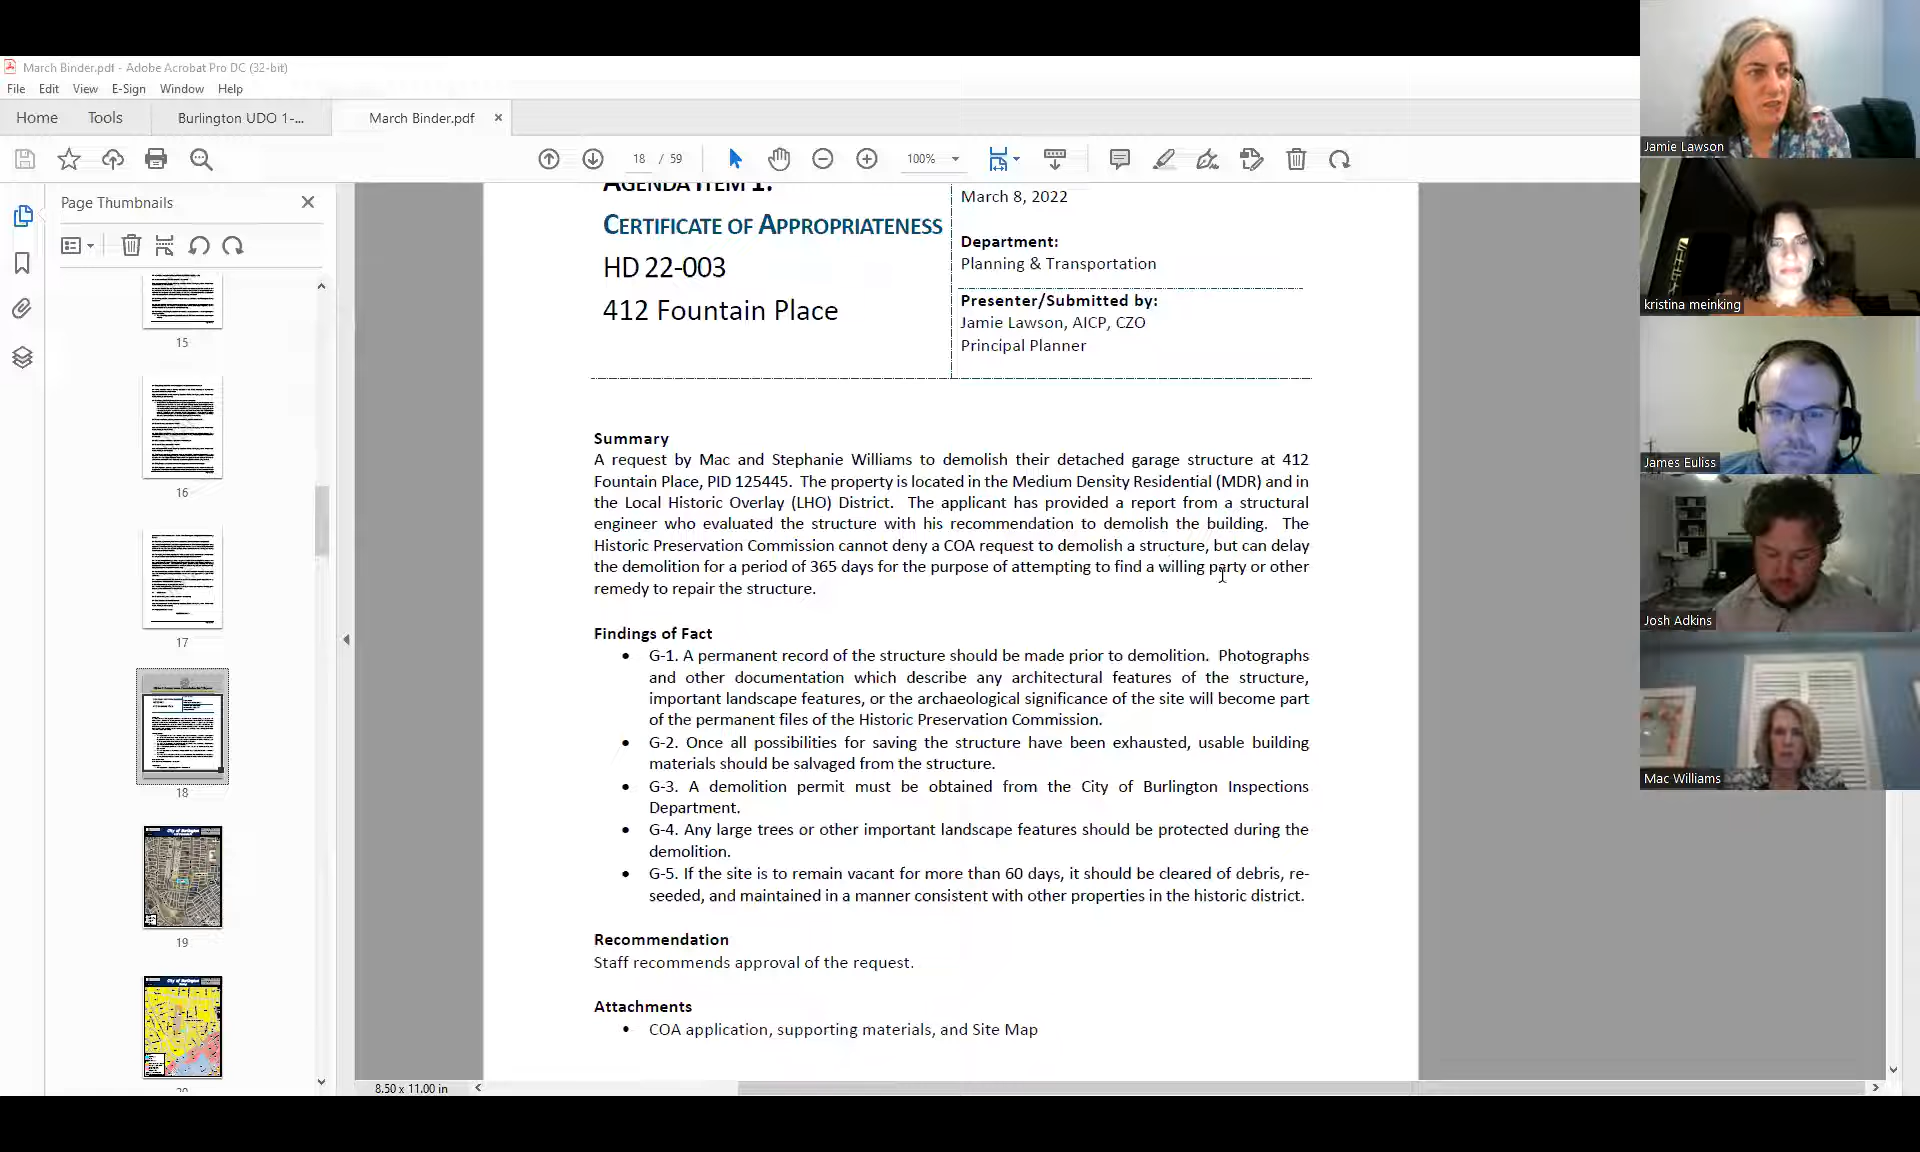 March Binder.pdf - Adobe Acrobat Pro DC (32-bit)
File Edit View E-Sign Window Help
Home Tools Burlington UDO 1-... March Binder.pdf ×
18 / 59 100%
Page Thumbnails
15
16
17
18
19
AGENDA ITEM 1:
CERTIFICATE OF APPROPRIATENESS
HD 22-003
412 Fountain Place
March 8, 2022
Department:
Planning & Transportation
Presenter/Submitted by:
Jamie Lawson, AICP, CZO
Principal Planner
Summary
A request by Mac and Stephanie Williams to demolish their detached garage structure at 412
Fountain Place, PID 125445. The property is located in the Medium Density Residential (MDR) and in
the Local Historic Overlay (LHO) District. The applicant has provided a report from a structural
engineer who evaluated the structure with his recommendation to demolish the building. The
Historic Preservation Commission cannot deny a COA request to demolish a structure, but can delay
the demolition for a period of 365 days for the purpose of attempting to find a willing party or other
remedy to repair the structure.
Findings of Fact
• G-1. A permanent record of the structure should be made prior to demolition. Photographs
and other documentation which describe any architectural features of the structure,
important landscape features, or the archaeological significance of the site will become part
of the permanent files of the Historic Preservation Commission.
• G-2. Once all possibilities for saving the structure have been exhausted, usable building
materials should be salvaged from the structure.
• G-3. A demolition permit must be obtained from the City of Burlington Inspections
Department.
• G-4. Any large trees or other important landscape features should be protected during the
demolition.
• G-5. If the site is to remain vacant for more than 60 days, it should be cleared of debris, re-
seeded, and maintained in a manner consistent with other properties in the historic district.
Recommendation
Staff recommends approval of the request.
Attachments
• COA application, supporting materials, and Site Map
8.50 x 11.00 in
Jamie Lawson
kristina meinking
James Euliss
Josh Adkins
Mac Williams